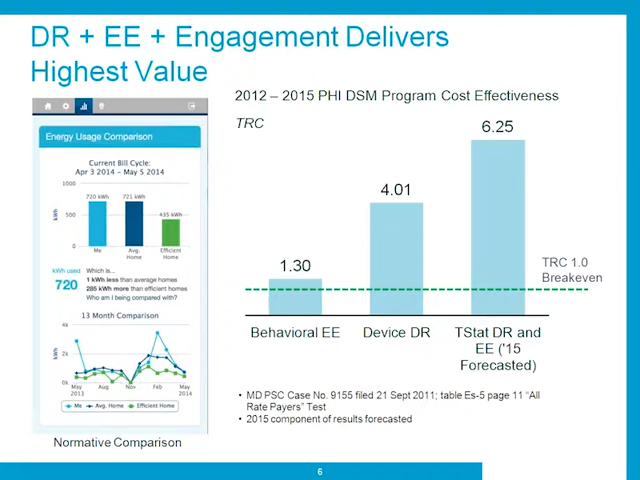 DR + EE + Engagement Delivers
Highest Value
2012 – 2015 PHI DSM Program Cost Effectiveness
TRC
Energy Usage Comparison
Current Bill Cycle:
Apr 3 2014 – May 5 2014
1000
500
0
kWh
720 kWh
721 kWh
435 kWh
Me
Avg.
Home
Efficient
Home
kWh used
720
Which is...
1 kWh less than average homes
285 kWh more than efficient homes
Who am I being compared with?
13 Month Comparison
4k
2k
0k
kWh
May
2013
Aug
Nov
Feb
May
2014
Me
Avg. Home
Efficient Home
Normative Comparison
1.30
4.01
6.25
TRC 1.0
Breakeven
Behavioral EE
Device DR
TStat DR and
EE ('15
Forecasted)
• MD PSC Case No. 9155 filed 21 Sept 2011; table Es-5 page 11 “All
Rate Payers” Test
• 2015 component of results forecasted
6